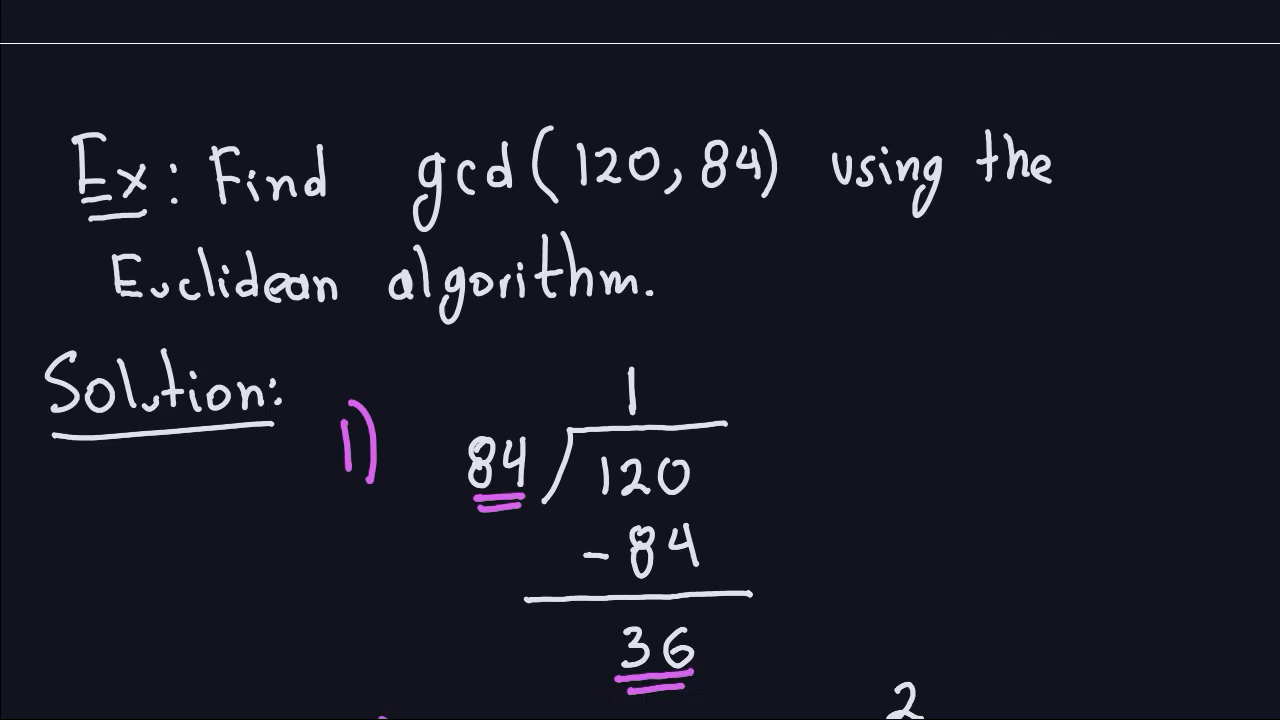 Ex: Find gcd(120, 84) using the
Euclidean algorithm.
Solution:
1)
1
84 ) 120
- 84
36
2